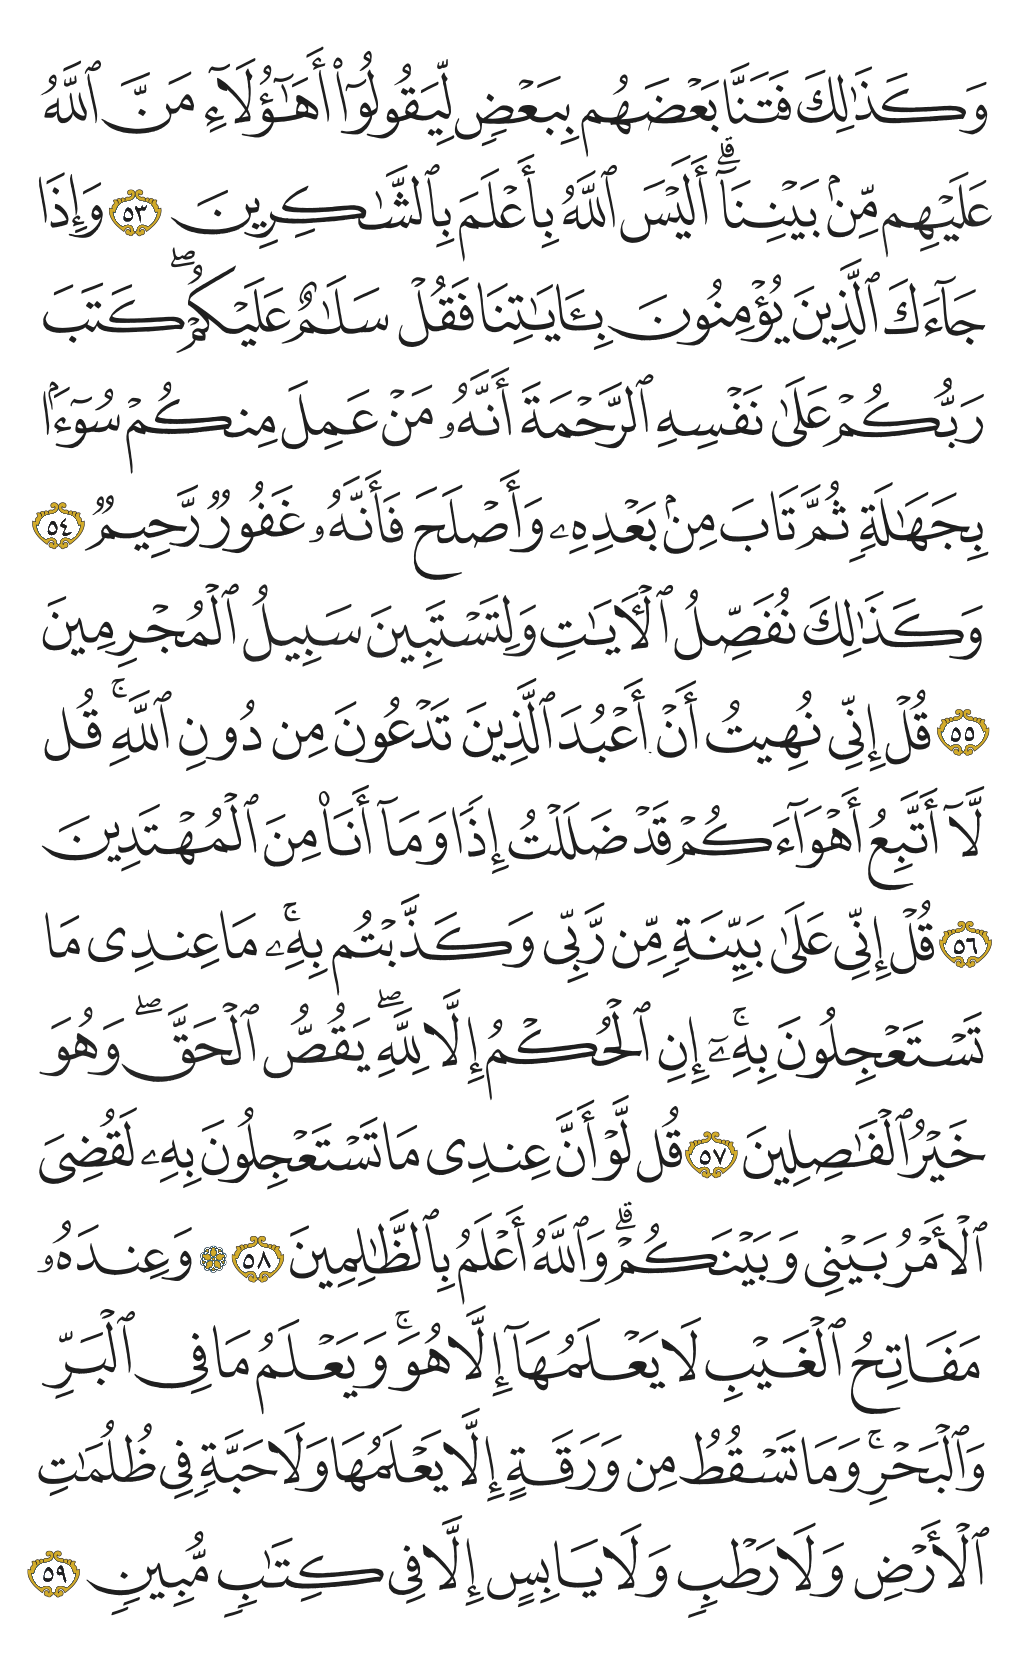 وَكَذَٰلِكَ فَتَنَّا بَعْضَهُم بِبَعْضٍ لِّيَقُولُوٓا۟ أَهَـٰٓؤُلَآءِ مَنَّ ٱللَّهُ
عَلَيْهِم مِّنۢ بَيْنِنَآ ۗ أَلَيْسَ ٱللَّهُ بِأَعْلَمَ بِٱلشَّـٰكِرِينَ ٥٣ وَإِذَا
جَآءَكَ ٱلَّذِينَ يُؤْمِنُونَ بِـَٔايَـٰتِنَا فَقُلْ سَلَـٰمٌ عَلَيْكُمْ ۖ كَتَبَ
رَبُّكُمْ عَلَىٰ نَفْسِهِ ٱلرَّحْمَةَ أَنَّهُۥ مَنْ عَمِلَ مِنكُمْ سُوٓءًۢا
بِجَهَـٰلَةٍ ثُمَّ تَابَ مِنۢ بَعْدِهِۦ وَأَصْلَحَ فَأَنَّهُۥ غَفُورٌ رَّحِيمٌ ٥٤
وَكَذَٰلِكَ نُفَصِّلُ ٱلْـَٔايَـٰتِ وَلِتَسْتَبِينَ سَبِيلُ ٱلْمُجْرِمِينَ
٥٥ قُلْ إِنِّى نُهِيتُ أَنْ أَعْبُدَ ٱلَّذِينَ تَدْعُونَ مِن دُونِ ٱللَّهِ ۚ قُل
لَّآ أَتَّبِعُ أَهْوَآءَكُمْ قَدْ ضَلَلْتُ إِذًا وَمَآ أَنَا۠ مِنَ ٱلْمُهْتَدِينَ
٥٦ قُلْ إِنِّى عَلَىٰ بَيِّنَةٍ مِّن رَّبِّى وَكَذَّبْتُم بِهِۦ ۚ مَا عِندِى مَا
تَسْتَعْجِلُونَ بِهِۦٓ ۚ إِنِ ٱلْحُكْمُ إِلَّا لِلَّهِ ۖ يَقُصُّ ٱلْحَقَّ ۖ وَهُوَ
خَيْرُ ٱلْفَـٰصِلِينَ ٥٧ قُل لَّوْ أَنَّ عِندِى مَا تَسْتَعْجِلُونَ بِهِۦ لَقُضِىَ
ٱلْأَمْرُ بَيْنِى وَبَيْنَكُمْ ۗ وَٱللَّهُ أَعْلَمُ بِٱلظَّـٰلِمِينَ ٥٨ ۞ وَعِندَهُۥ
مَفَاتِحُ ٱلْغَيْبِ لَا يَعْلَمُهَآ إِلَّا هُوَ ۚ وَيَعْلَمُ مَا فِى ٱلْبَرِّ
وَٱلْبَحْرِ ۚ وَمَا تَسْقُطُ مِن وَرَقَةٍ إِلَّا يَعْلَمُهَا وَلَا حَبَّةٍ فِى ظُلُمَـٰتِ
ٱلْأَرْضِ وَلَا رَطْبٍ وَلَا يَابِسٍ إِلَّا فِى كِتَـٰبٍ مُّبِينٍ ٥٩